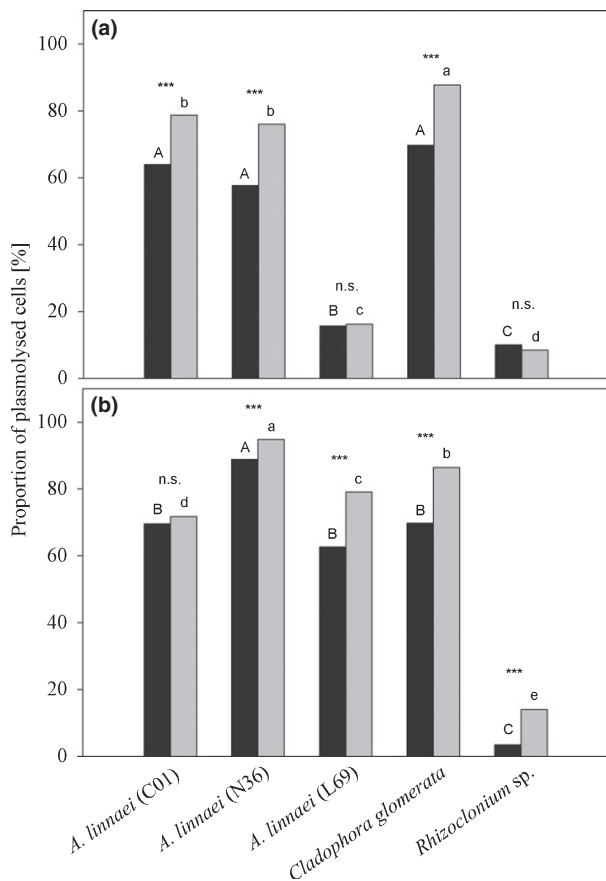 (a)
100
80
60
40
20
0
***
A
b
***
A
b
n.s.
B
c
***
A
a
n.s.
C
d
Proportion of plasmolysed cells [%]
(b)
100
80
60
40
20
0
n.s.
B
d
***
A
a
***
B
c
***
B
b
***
C
e
A. linnaei (C01)
A. linnaei (N36)
A. linnaei (L69)
Cladophora glomerata
Rhizoclonium sp.